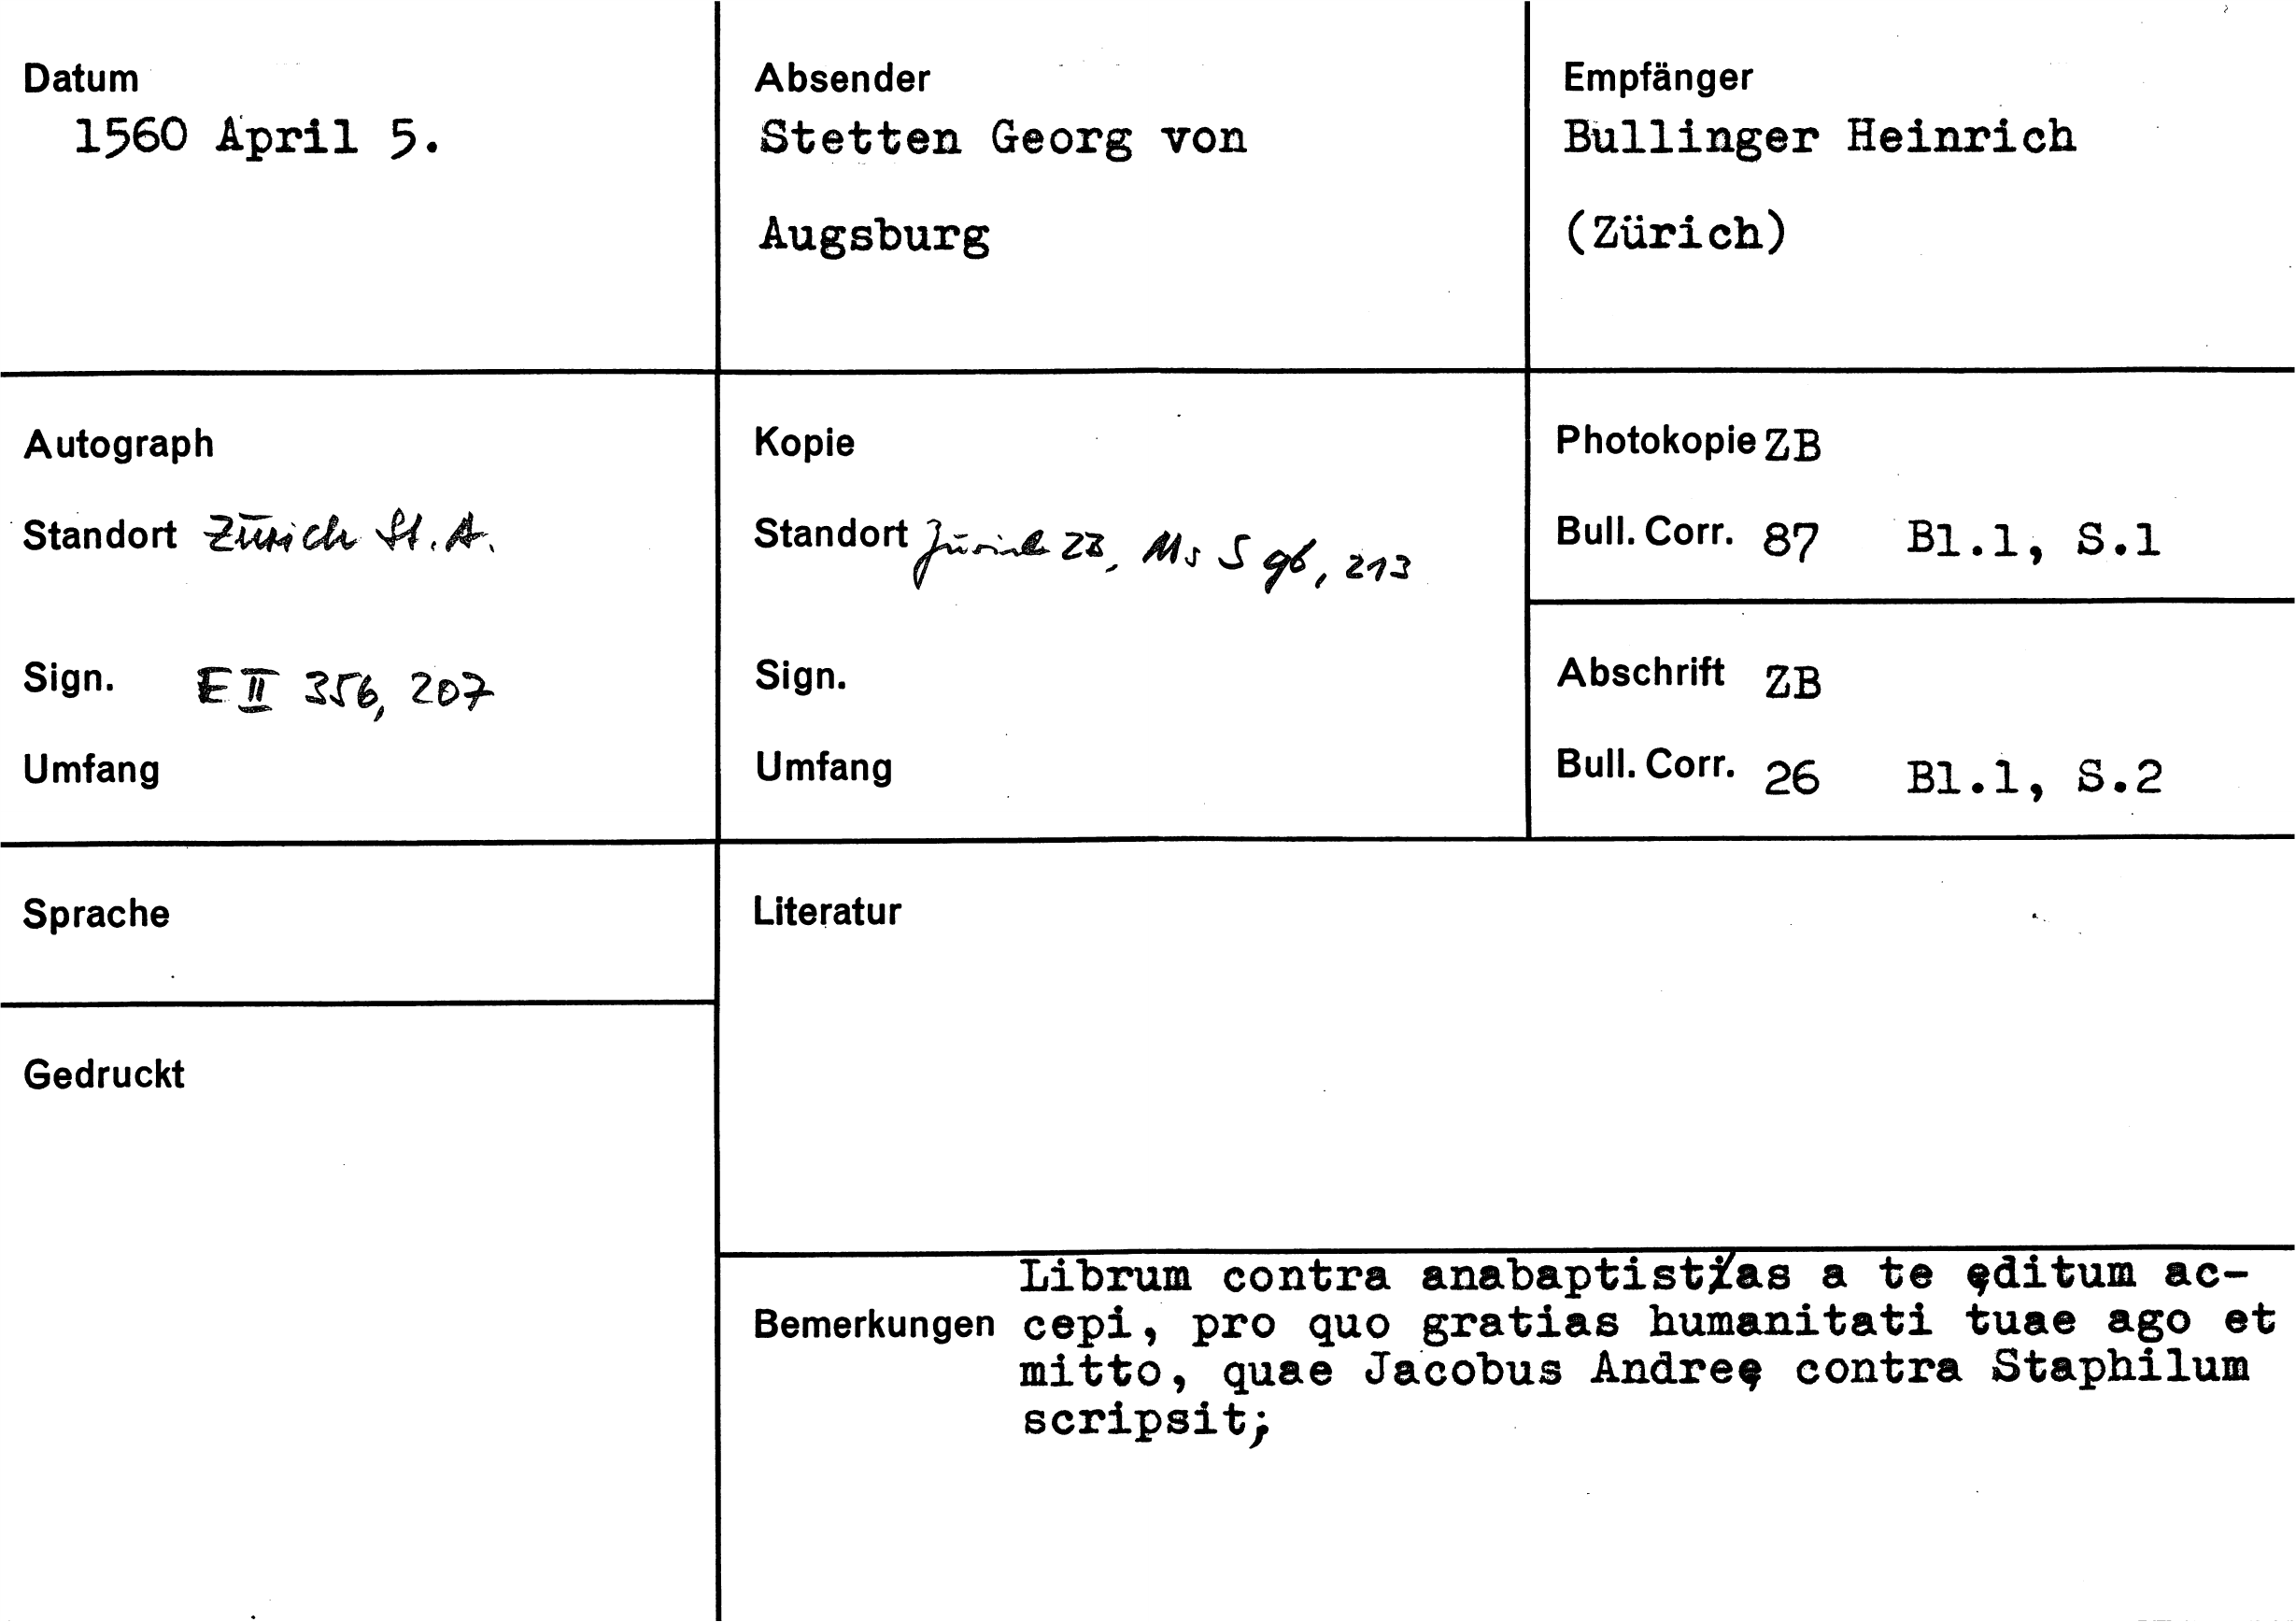 Datum
1560 April 5.
Absender
Stetten Georg von
Augsburg
Empfänger
Bullinger Heinrich
(Zürich)
Autograph
Standort Zürich St. A.
Sign. E II 356, 207
Umfang
Kopie
Standort Zürich ZB, Ms S 96, 213
Sign.
Umfang
Photokopie ZB
Bull. Corr. 87 Bl.1, S.1
Abschrift ZB
Bull. Corr. 26 Bl.1, S.2
Sprache
Gedruckt
Literatur
Bemerkungen
Librum contra anabaptistas a te ęditum ac-
cepi, pro quo gratias humanitati tuae ago et
mitto, quae Jacobus Andreę contra Staphilum
scripsit;